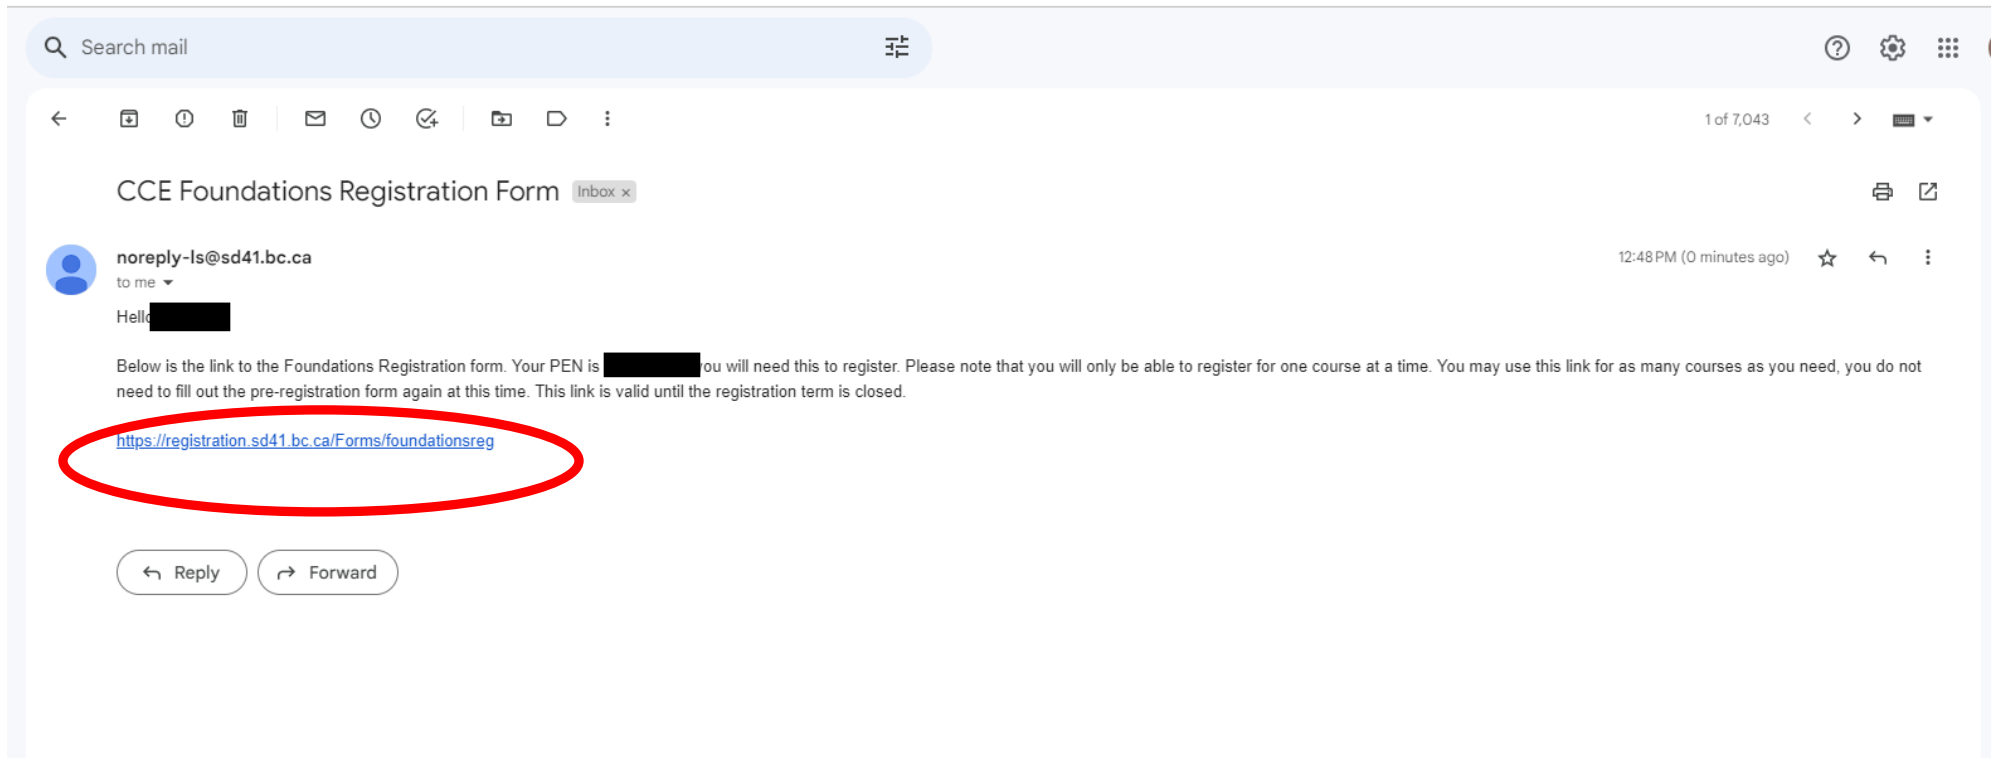 Search mail
1 of 7,043
CCE Foundations Registration Form Inbox x
noreply-ls@sd41.bc.ca 12:48 PM (0 minutes ago)
to me
Hello
Below is the link to the Foundations Registration form. Your PEN is you will need this to register. Please note that you will only be able to register for one course at a time. You may use this link for as many courses as you need, you do not
need to fill out the pre-registration form again at this time. This link is valid until the registration term is closed.
https://registration.sd41.bc.ca/Forms/foundationsreg
Reply Forward